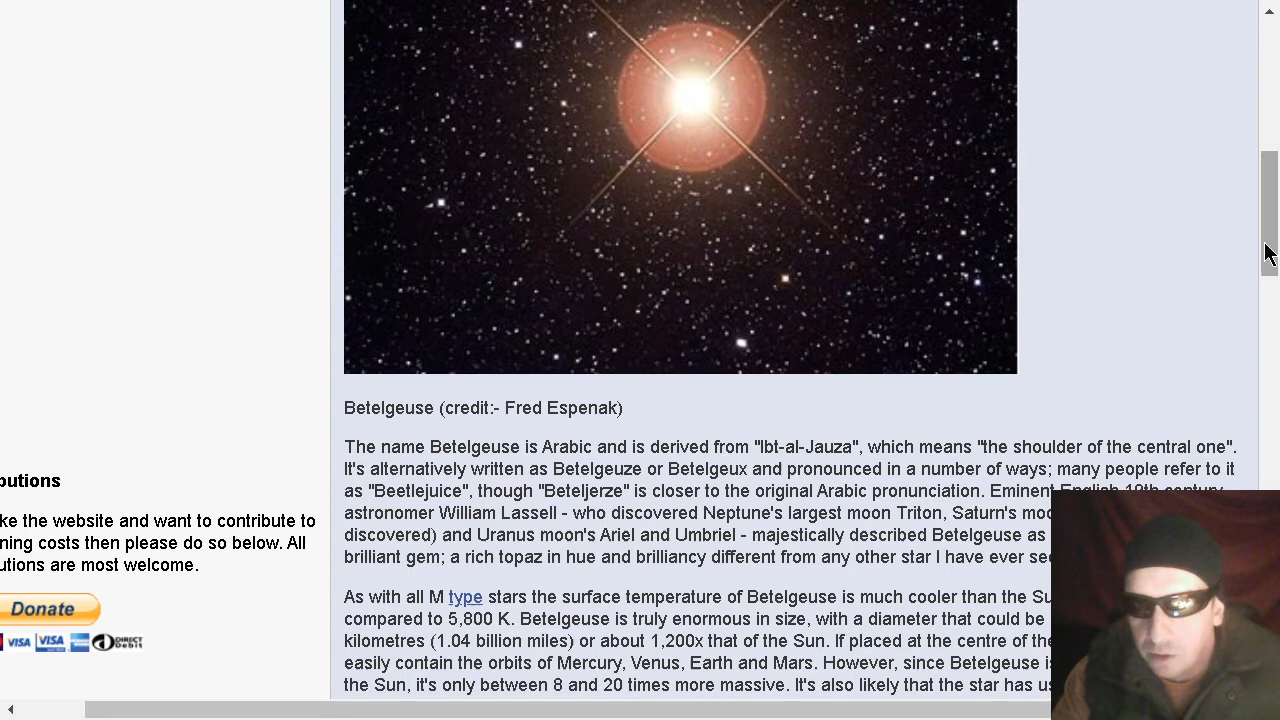 Betelgeuse (credit:- Fred Espenak)
The name Betelgeuse is Arabic and is derived from "Ibt-al-Jauza", which means "the shoulder of the central one".
It's alternatively written as Betelgeuze or Betelgeux and pronounced in a number of ways; many people refer to it
as "Beetlejuice", though "Beteljerze" is closer to the original Arabic pronunciation. Eminent English 19th century
astronomer William Lassell - who discovered Neptune's largest moon Triton, Saturn's
discovered) and Uranus moon's Ariel and Umbriel - majestically described Betelgeuse as
brilliant gem; a rich topaz in hue and brilliancy different from any other star I have ever
As with all M type stars the surface temperature of Betelgeuse is much cooler than the
compared to 5,800 K. Betelgeuse is truly enormous in size, with a diameter that could be
kilometres (1.04 billion miles) or about 1,200x that of the Sun. If placed at the centre of
easily contain the orbits of Mercury, Venus, Earth and Mars. However, since Betelgeuse
the Sun, it's only between 8 and 20 times more massive. It's also likely that the star has
butions
ke the website and want to contribute to
ning costs then please do so below. All
utions are most welcome.
Donate
VISA VISA DIRECT Debit